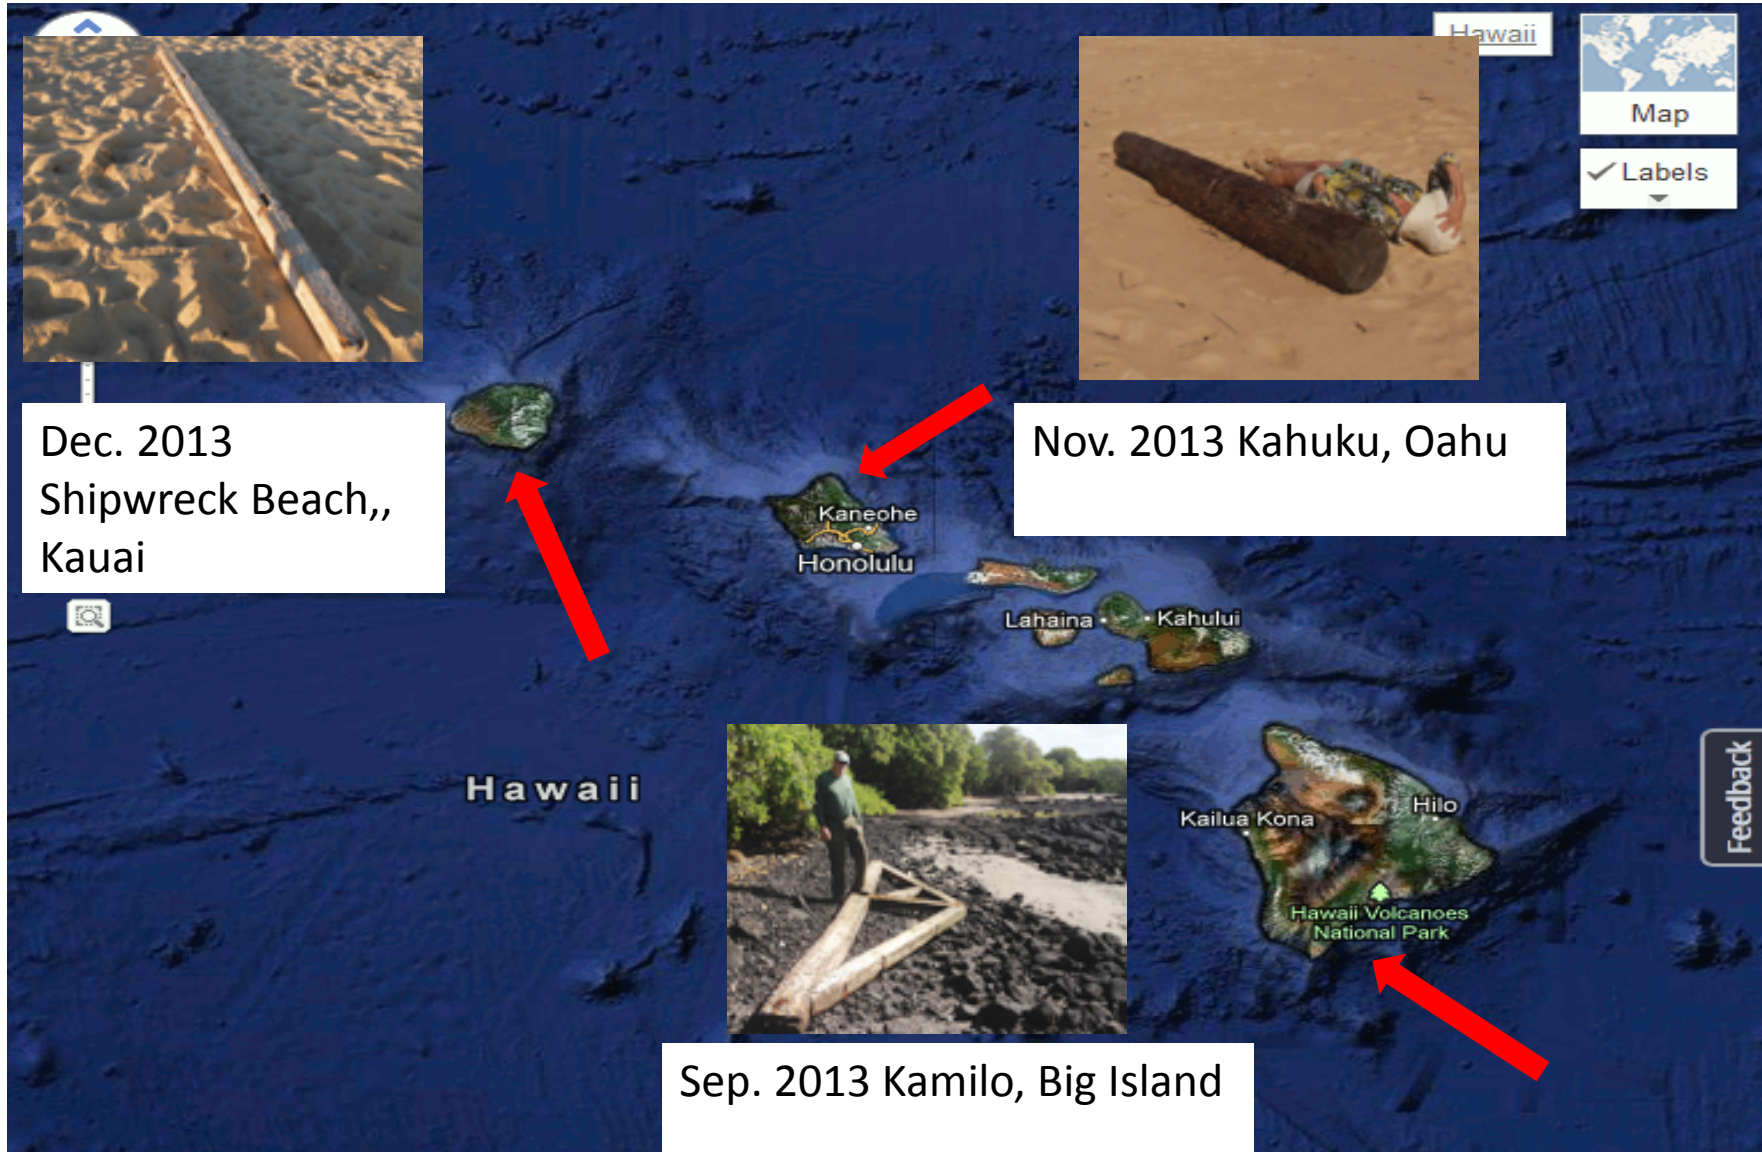 Hawaii
Map
Labels
Dec. 2013
Shipwreck Beach,,
Kauai
Nov. 2013 Kahuku, Oahu
Kaneohe
Honolulu
Lahaina
Kahului
Hawaii
Kailua Kona
Hilo
Hawaii Volcanoes
National Park
Feedback
Sep. 2013 Kamilo, Big Island